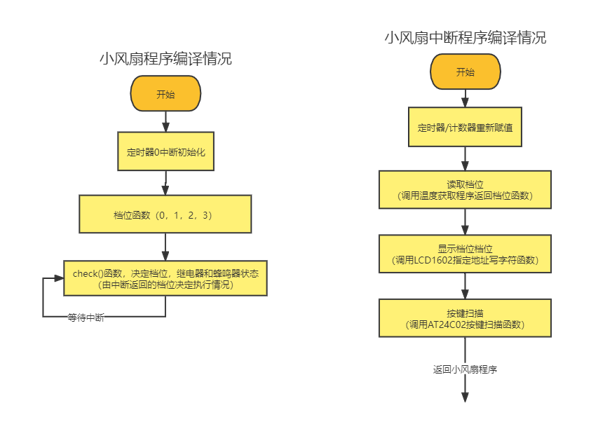 小风扇程序编译情况
开始
定时器0中断初始化
档位函数（0，1，2，3）
check()函数，决定档位，继电器和蜂鸣器状态
（由中断返回的档位决定执行情况）
等待中断
小风扇中断程序编译情况
开始
定时器/计数器重新赋值
读取档位
（调用温度获取程序返回档位函数）
显示档位档位
（调用LCD1602指定地址写字符函数）
按键扫描
（调用AT24C02按键扫描函数）
返回小风扇程序